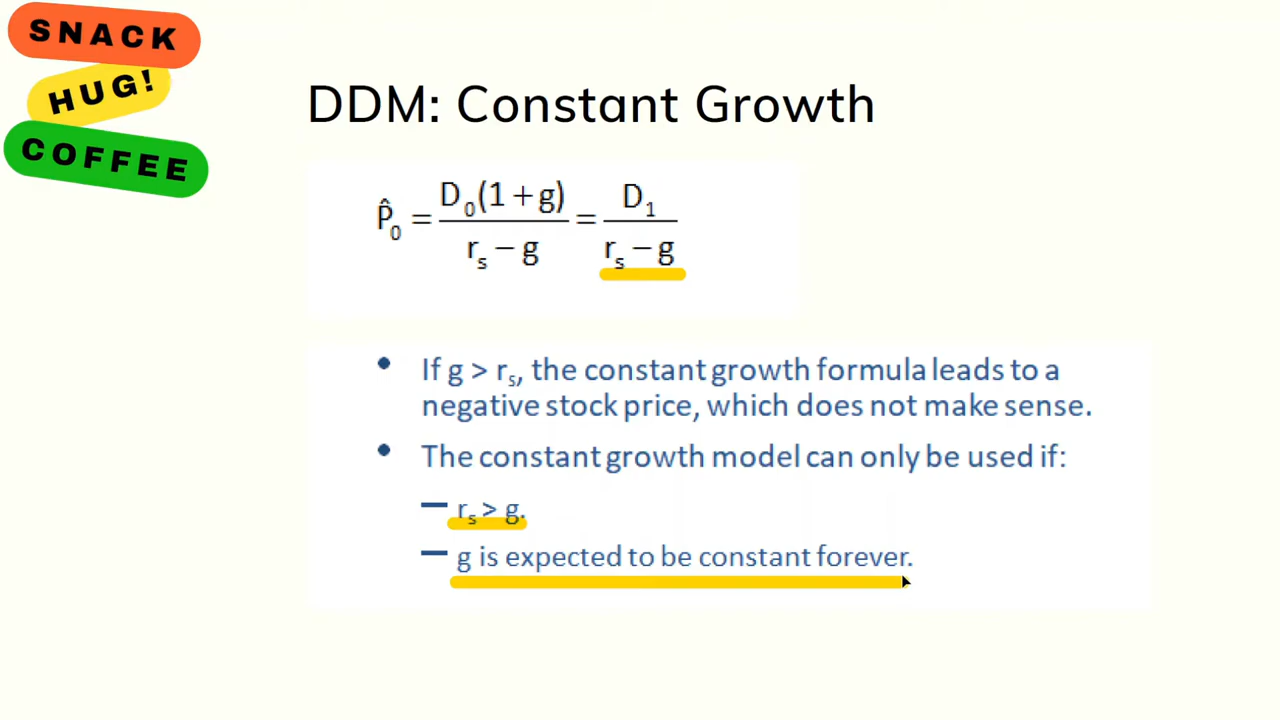 SNACK
HUG!
COFFEE
DDM: Constant Growth
P̂₀ = D₀(1+g) / (rₛ − g) = D₁ / (rₛ − g)
• If g > rₛ, the constant growth formula leads to a
negative stock price, which does not make sense.
• The constant growth model can only be used if:
– rₛ > g.
– g is expected to be constant forever.